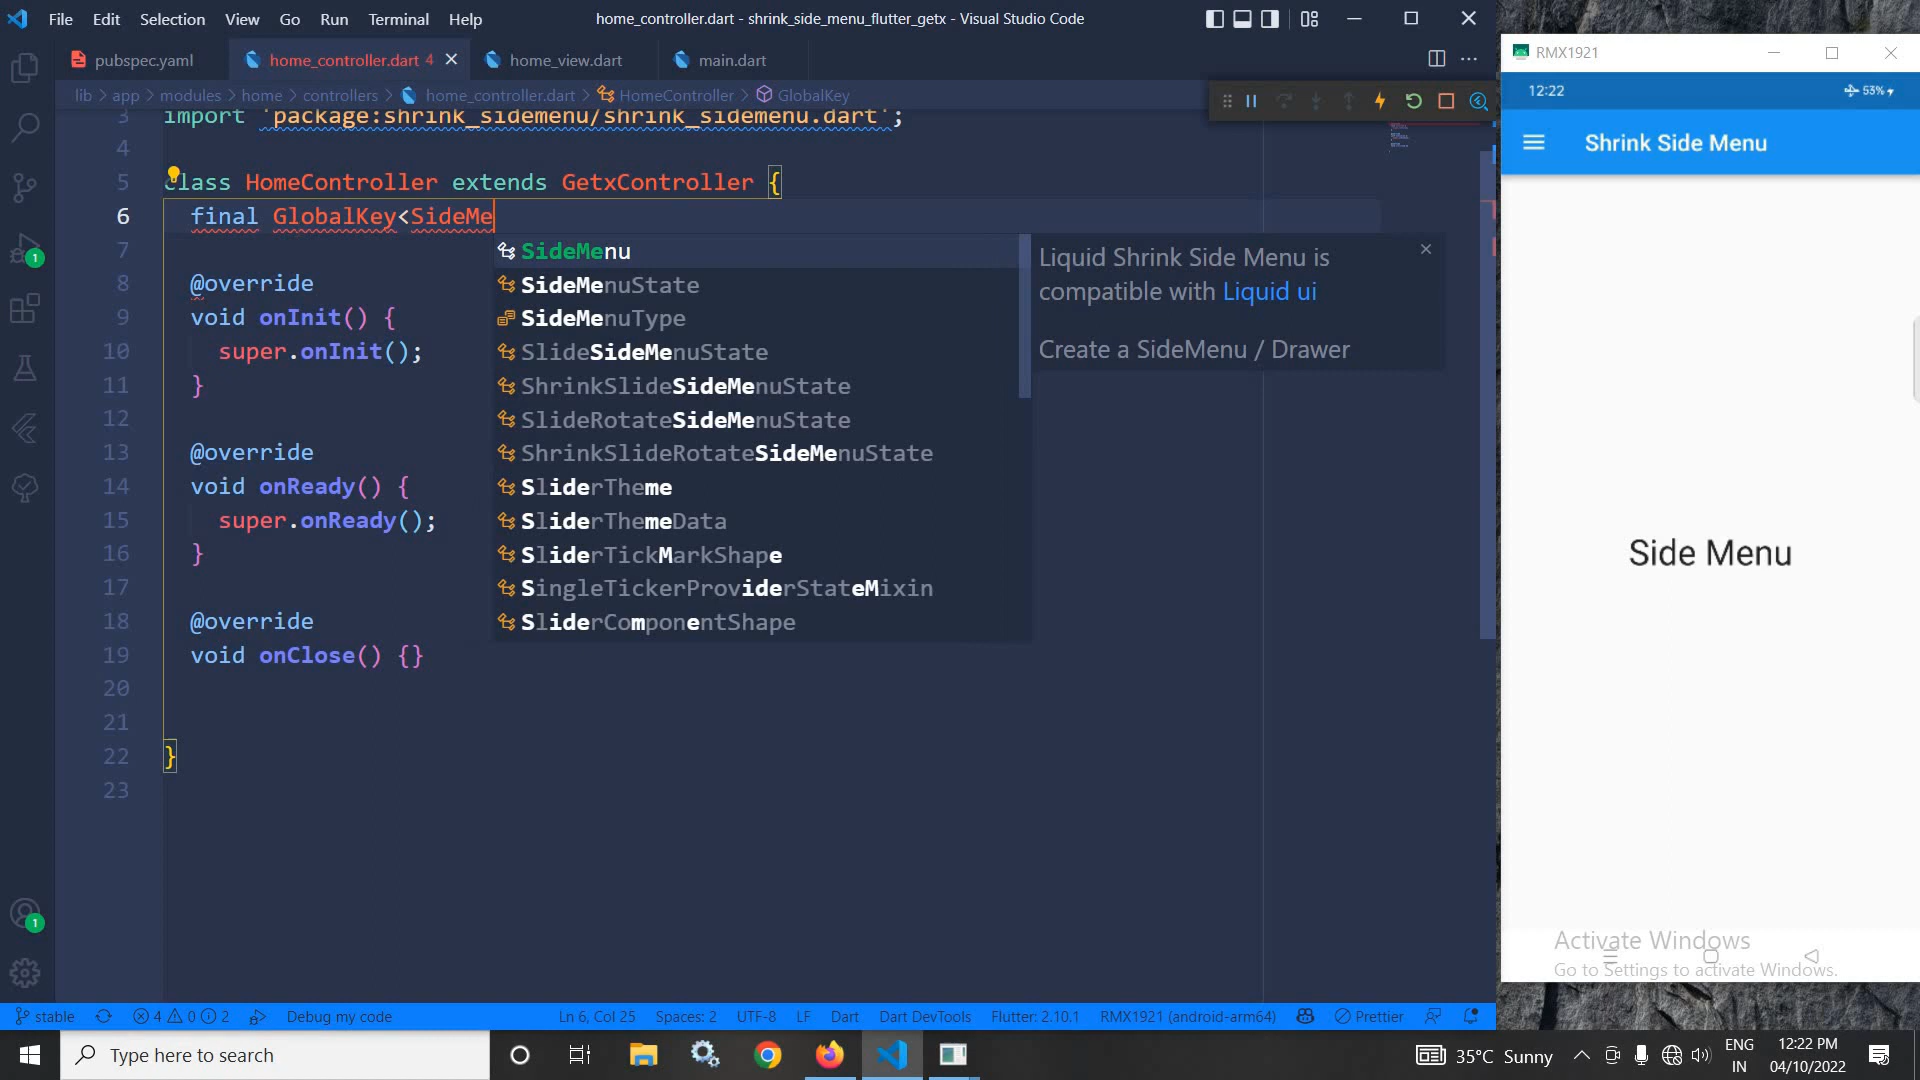 File Edit Selection View Go Run Terminal Help
home_controller.dart - shrink_side_menu_flutter_getx - Visual Studio Code
pubspec.yaml
home_controller.dart 4
home_view.dart
main.dart
lib > app > modules > home > controllers > home_controller.dart > HomeController > GlobalKey
3 import 'package:shrink_sidemenu/shrink_sidemenu.dart';
4
5 class HomeController extends GetxController {
6 final GlobalKey<SideMe
7
8 @override
9 void onInit() {
10 super.onInit();
11 }
12
13 @override
14 void onReady() {
15 super.onReady();
16 }
17
18 @override
19 void onClose() {}
20
21
22 }
23
SideMenu
SideMenuState
SideMenuType
SlideSideMenuState
ShrinkSlideSideMenuState
SlideRotateSideMenuState
ShrinkSlideRotateSideMenuState
SliderTheme
SliderThemeData
SliderTickMarkShape
SingleTickerProviderStateMixin
SliderComponentShape
Liquid Shrink Side Menu is
compatible with Liquid ui
Create a SideMenu / Drawer
1
1
stable
4 0 2
Debug my code
Ln 6, Col 25
Spaces: 2
UTF-8
LF
Dart
Dart DevTools
Flutter: 2.10.1
RMX1921 (android-arm64)
Prettier
RMX1921
12:22
53%
Shrink Side Menu
Side Menu
Activate Windows
Go to Settings to activate Windows.
Type here to search
35°C Sunny
ENG
IN
12:22 PM
04/10/2022